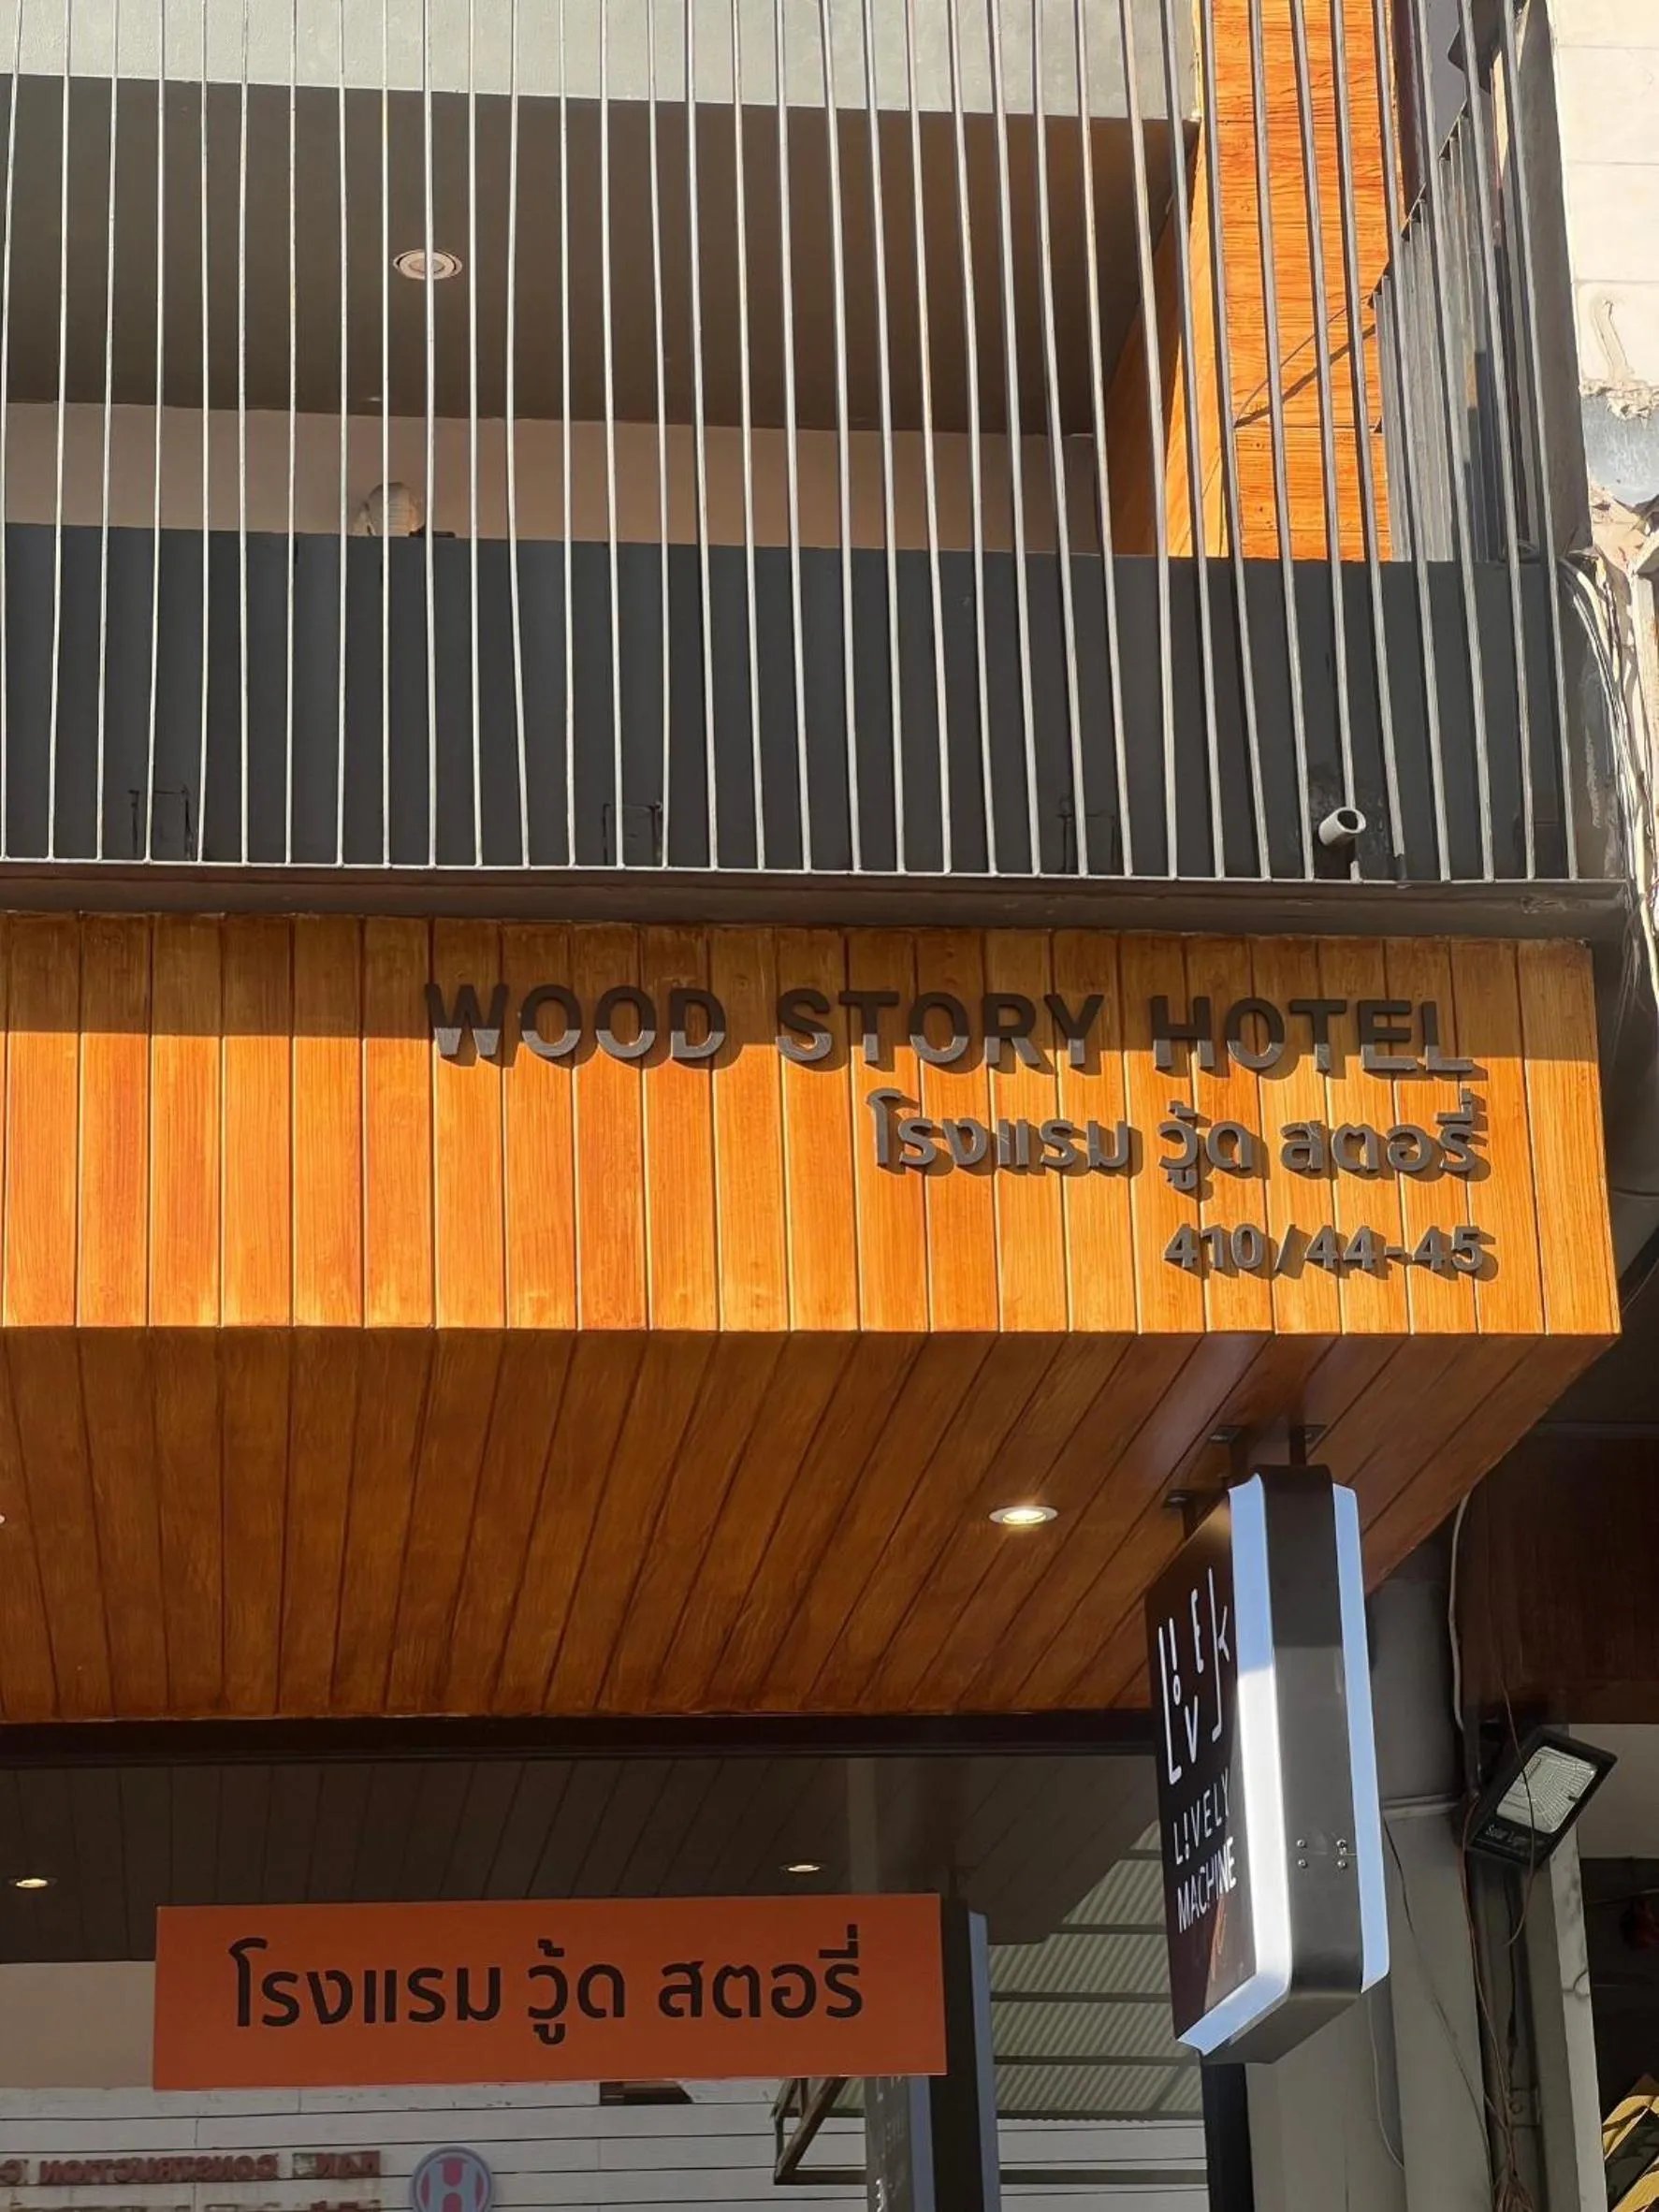 WOOD STORY HOTEL
โรงแรม วู้ด สตอรี่
410/44-45
LIVELY
MACHINE
โรงแรม วู้ด สตอรี่
CONSTRUCTION